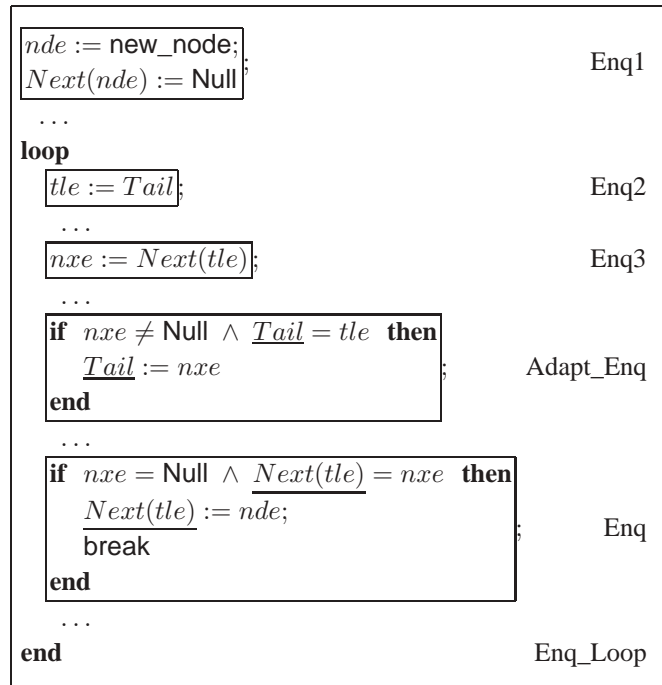 nde := new_node;
Next(nde) := Null ; Enq1
...
loop
tle := Tail; Enq2
...
nxe := Next(tle); Enq3
...
if nxe ≠ Null ∧ Tail = tle then
Tail := nxe ; Adapt_Enq
end
...
if nxe = Null ∧ Next(tle) = nxe then
Next(tle) := nde;
break ; Enq
end
...
end Enq_Loop